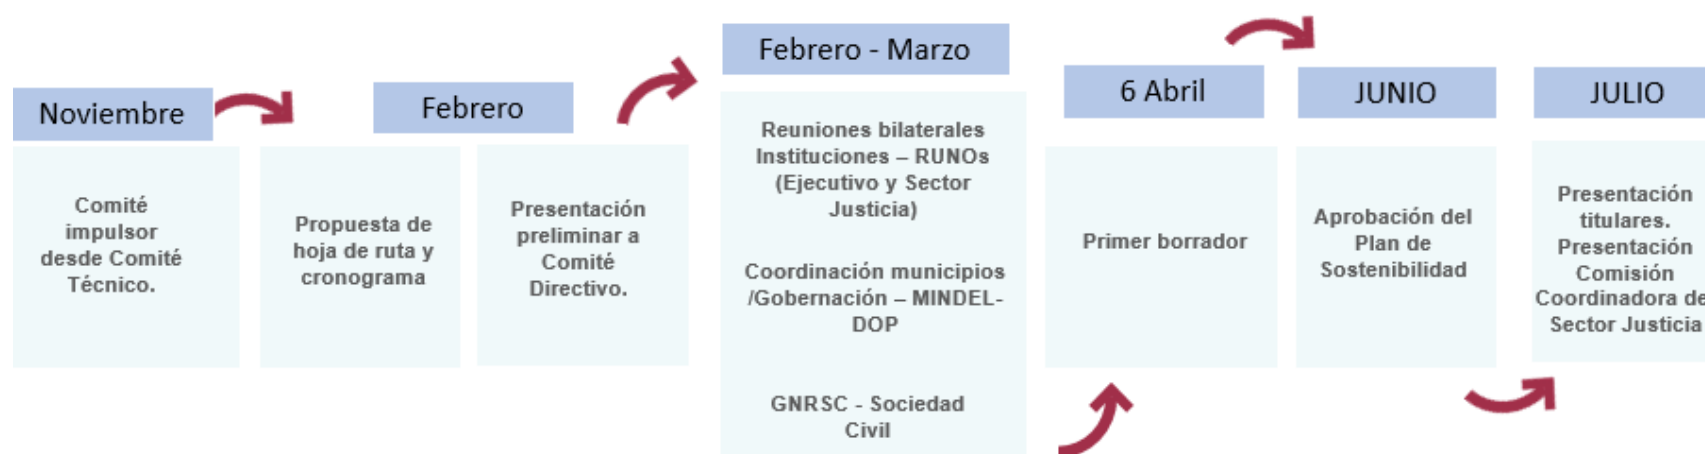 Noviembre
Comité
impulsor
desde Comité
Técnico.
Febrero
Propuesta de
hoja de ruta y
cronograma
Presentación
preliminar a
Comité
Directivo.
Febrero - Marzo
Reuniones bilaterales
Instituciones – RUNOs
(Ejecutivo y Sector
Justicia)
Coordinación municipios
/Gobernación – MINDEL-
DOP
GNRSC - Sociedad
Civil
6 Abril
Primer borrador
JUNIO
Aprobación del
Plan de
Sostenibilidad
JULIO
Presentación
titulares.
Presentación
Comisión
Coordinadora de
Sector Justicia